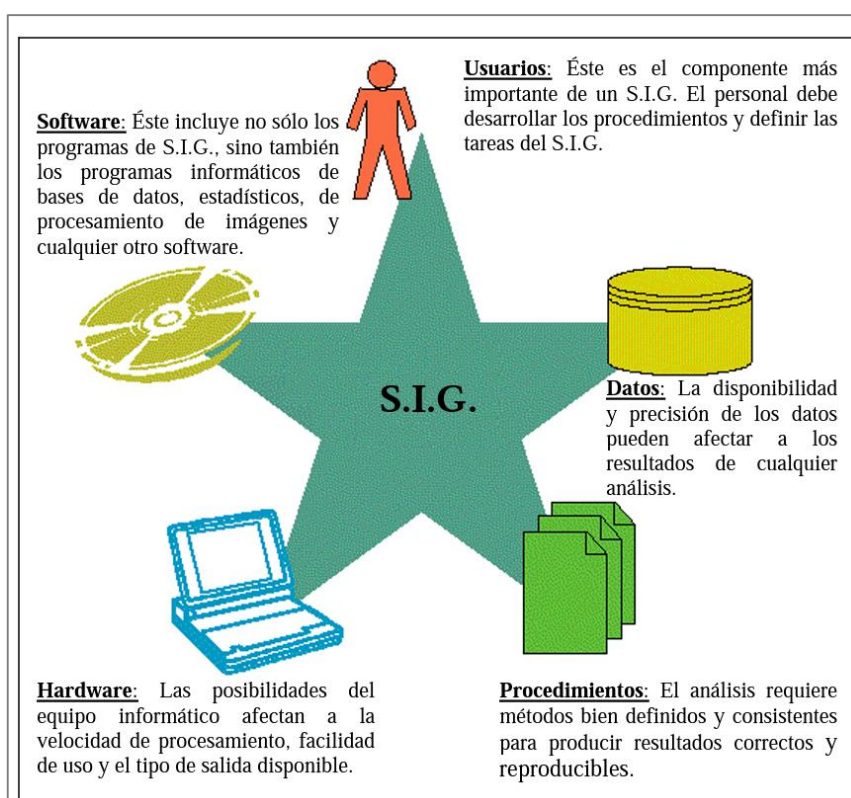 Usuarios: Éste es el componente más
importante de un S.I.G. El personal debe
desarrollar los procedimientos y definir las
tareas del S.I.G.
Software: Éste incluye no sólo los
programas de S.I.G., sino también
los programas informáticos de
bases de datos, estadísticos, de
procesamiento de imágenes y
cualquier otro software.
S.I.G.
Datos: La disponibilidad
y precisión de los datos
pueden afectar a los
resultados de cualquier
análisis.
Hardware: Las posibilidades del
equipo informático afectan a la
velocidad de procesamiento, facilidad
de uso y el tipo de salida disponible.
Procedimientos: El análisis requiere
métodos bien definidos y consistentes
para producir resultados correctos y
reproducibles.